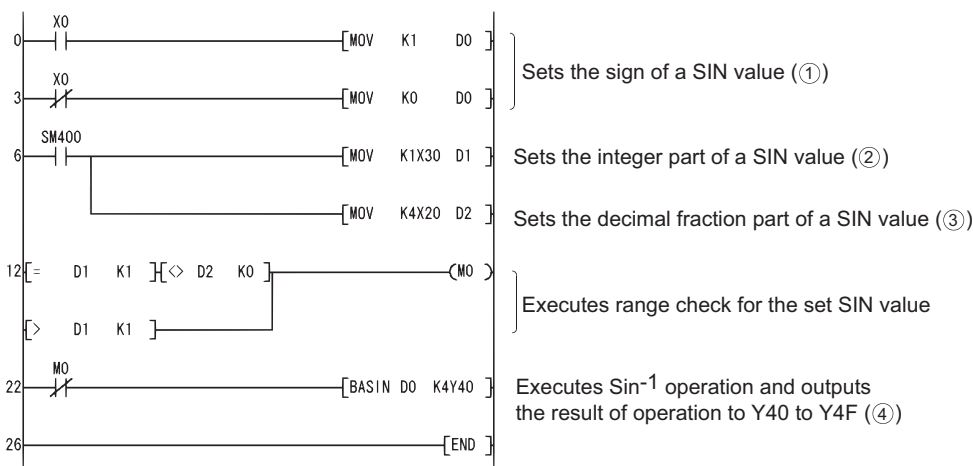 X0
0 [MOV K1 D0 ]
Sets the sign of a SIN value (①)
X0
3 [MOV K0 D0 ]
SM400
6 [MOV K1X30 D1 ] Sets the integer part of a SIN value (②)
[MOV K4X20 D2 ] Sets the decimal fraction part of a SIN value (③)
12 [= D1 K1 ] [<> D2 K0 ] (M0 )
Executes range check for the set SIN value
[> D1 K1 ]
M0
22 [BASIN D0 K4Y40 ] Executes Sin-1 operation and outputs
the result of operation to Y40 to Y4F (④)
26 [END ]